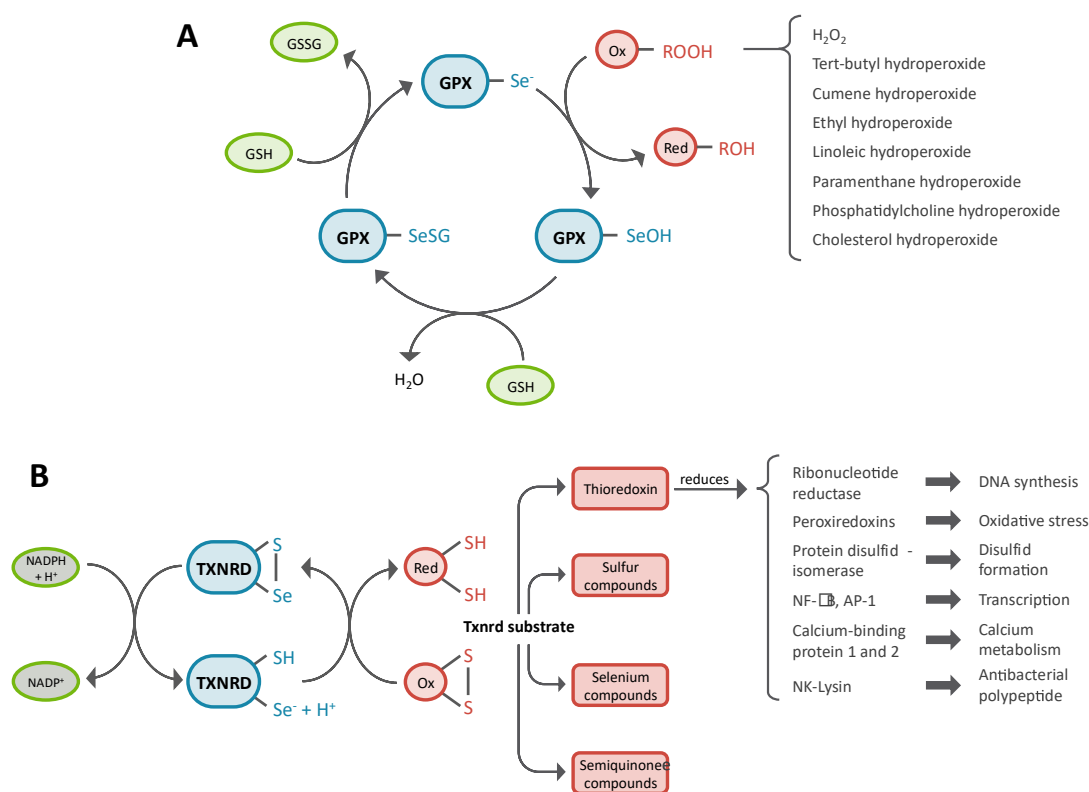 A
GSSG
GPX
Se⁻
Ox
ROOH
H₂O₂
Tert-butyl hydroperoxide
Cumene hydroperoxide
Ethyl hydroperoxide
Linoleic hydroperoxide
Paramenthane hydroperoxide
Phosphatidylcholine hydroperoxide
Cholesterol hydroperoxide
GSH
Red
ROH
GPX
SeSG
GPX
SeOH
H₂O
GSH
B
NADPH
+ H⁺
TXNRD
S
Se
Red
SH
SH
NADP⁺
TXNRD
SH
Se⁻ + H⁺
Ox
S
S
Txnrd substrate
Thioredoxin
reduces
Sulfur
compounds
Selenium
compounds
Semiquinonee
compounds
Ribonucleotide
reductase
DNA synthesis
Peroxiredoxins
Oxidative stress
Protein disulfid -
isomerase
Disulfid
formation
NF-B, AP-1
Transcription
Calcium-binding
protein 1 and 2
Calcium
metabolism
NK-Lysin
Antibacterial
polypeptide